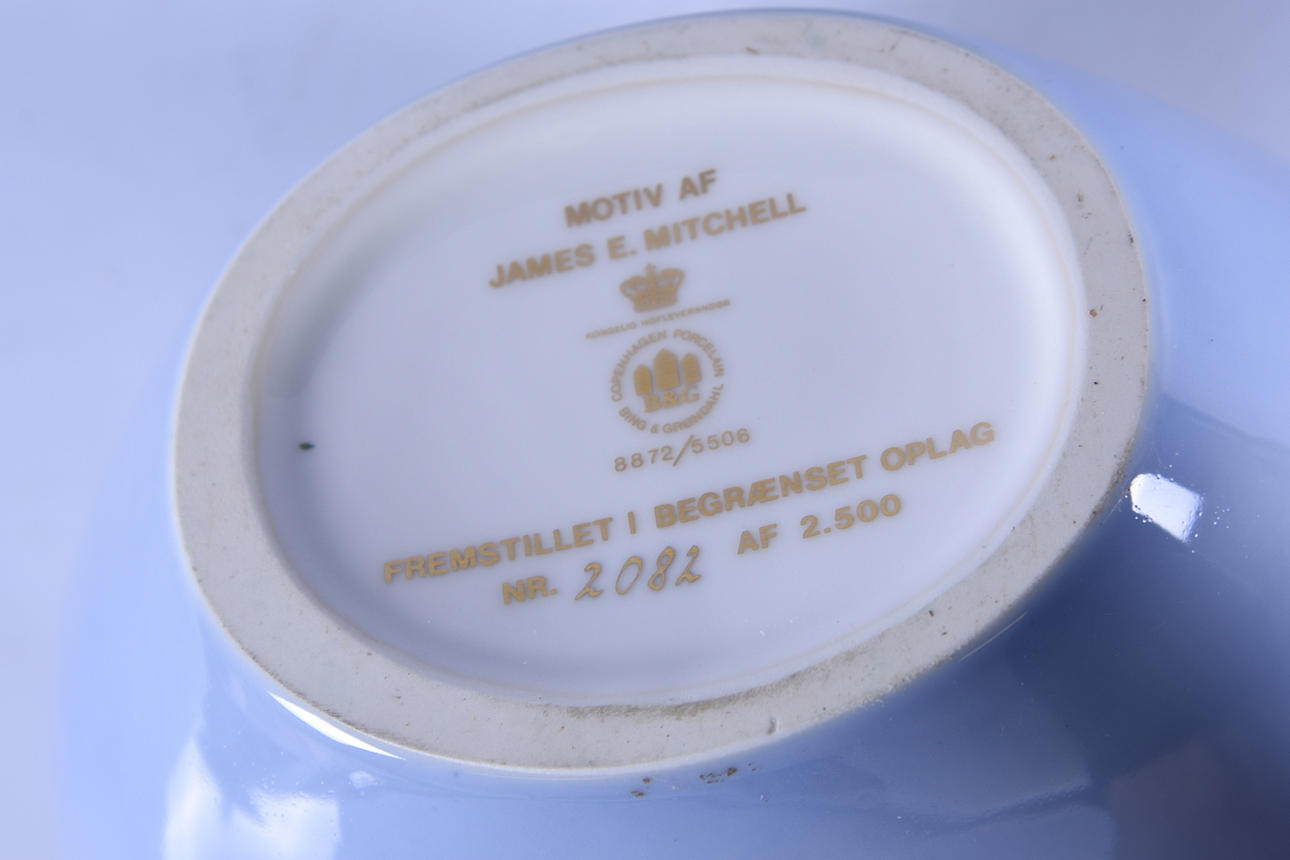 MOTIV AF
JAMES E. MITCHELL
KONGELIG HOFLEVERANDØR
COPENHAGEN PORCELAIN
B&G
BING & GRØNDAHL
8872/5506
FREMSTILLET I BEGRÆNSET OPLAG
NR. 2082 AF 2.500